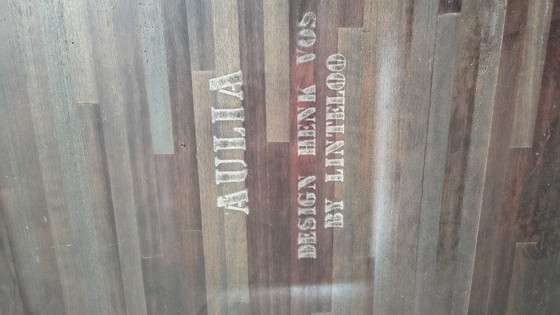 AULIA
DESIGN HENK VOS
BY LINTELOO